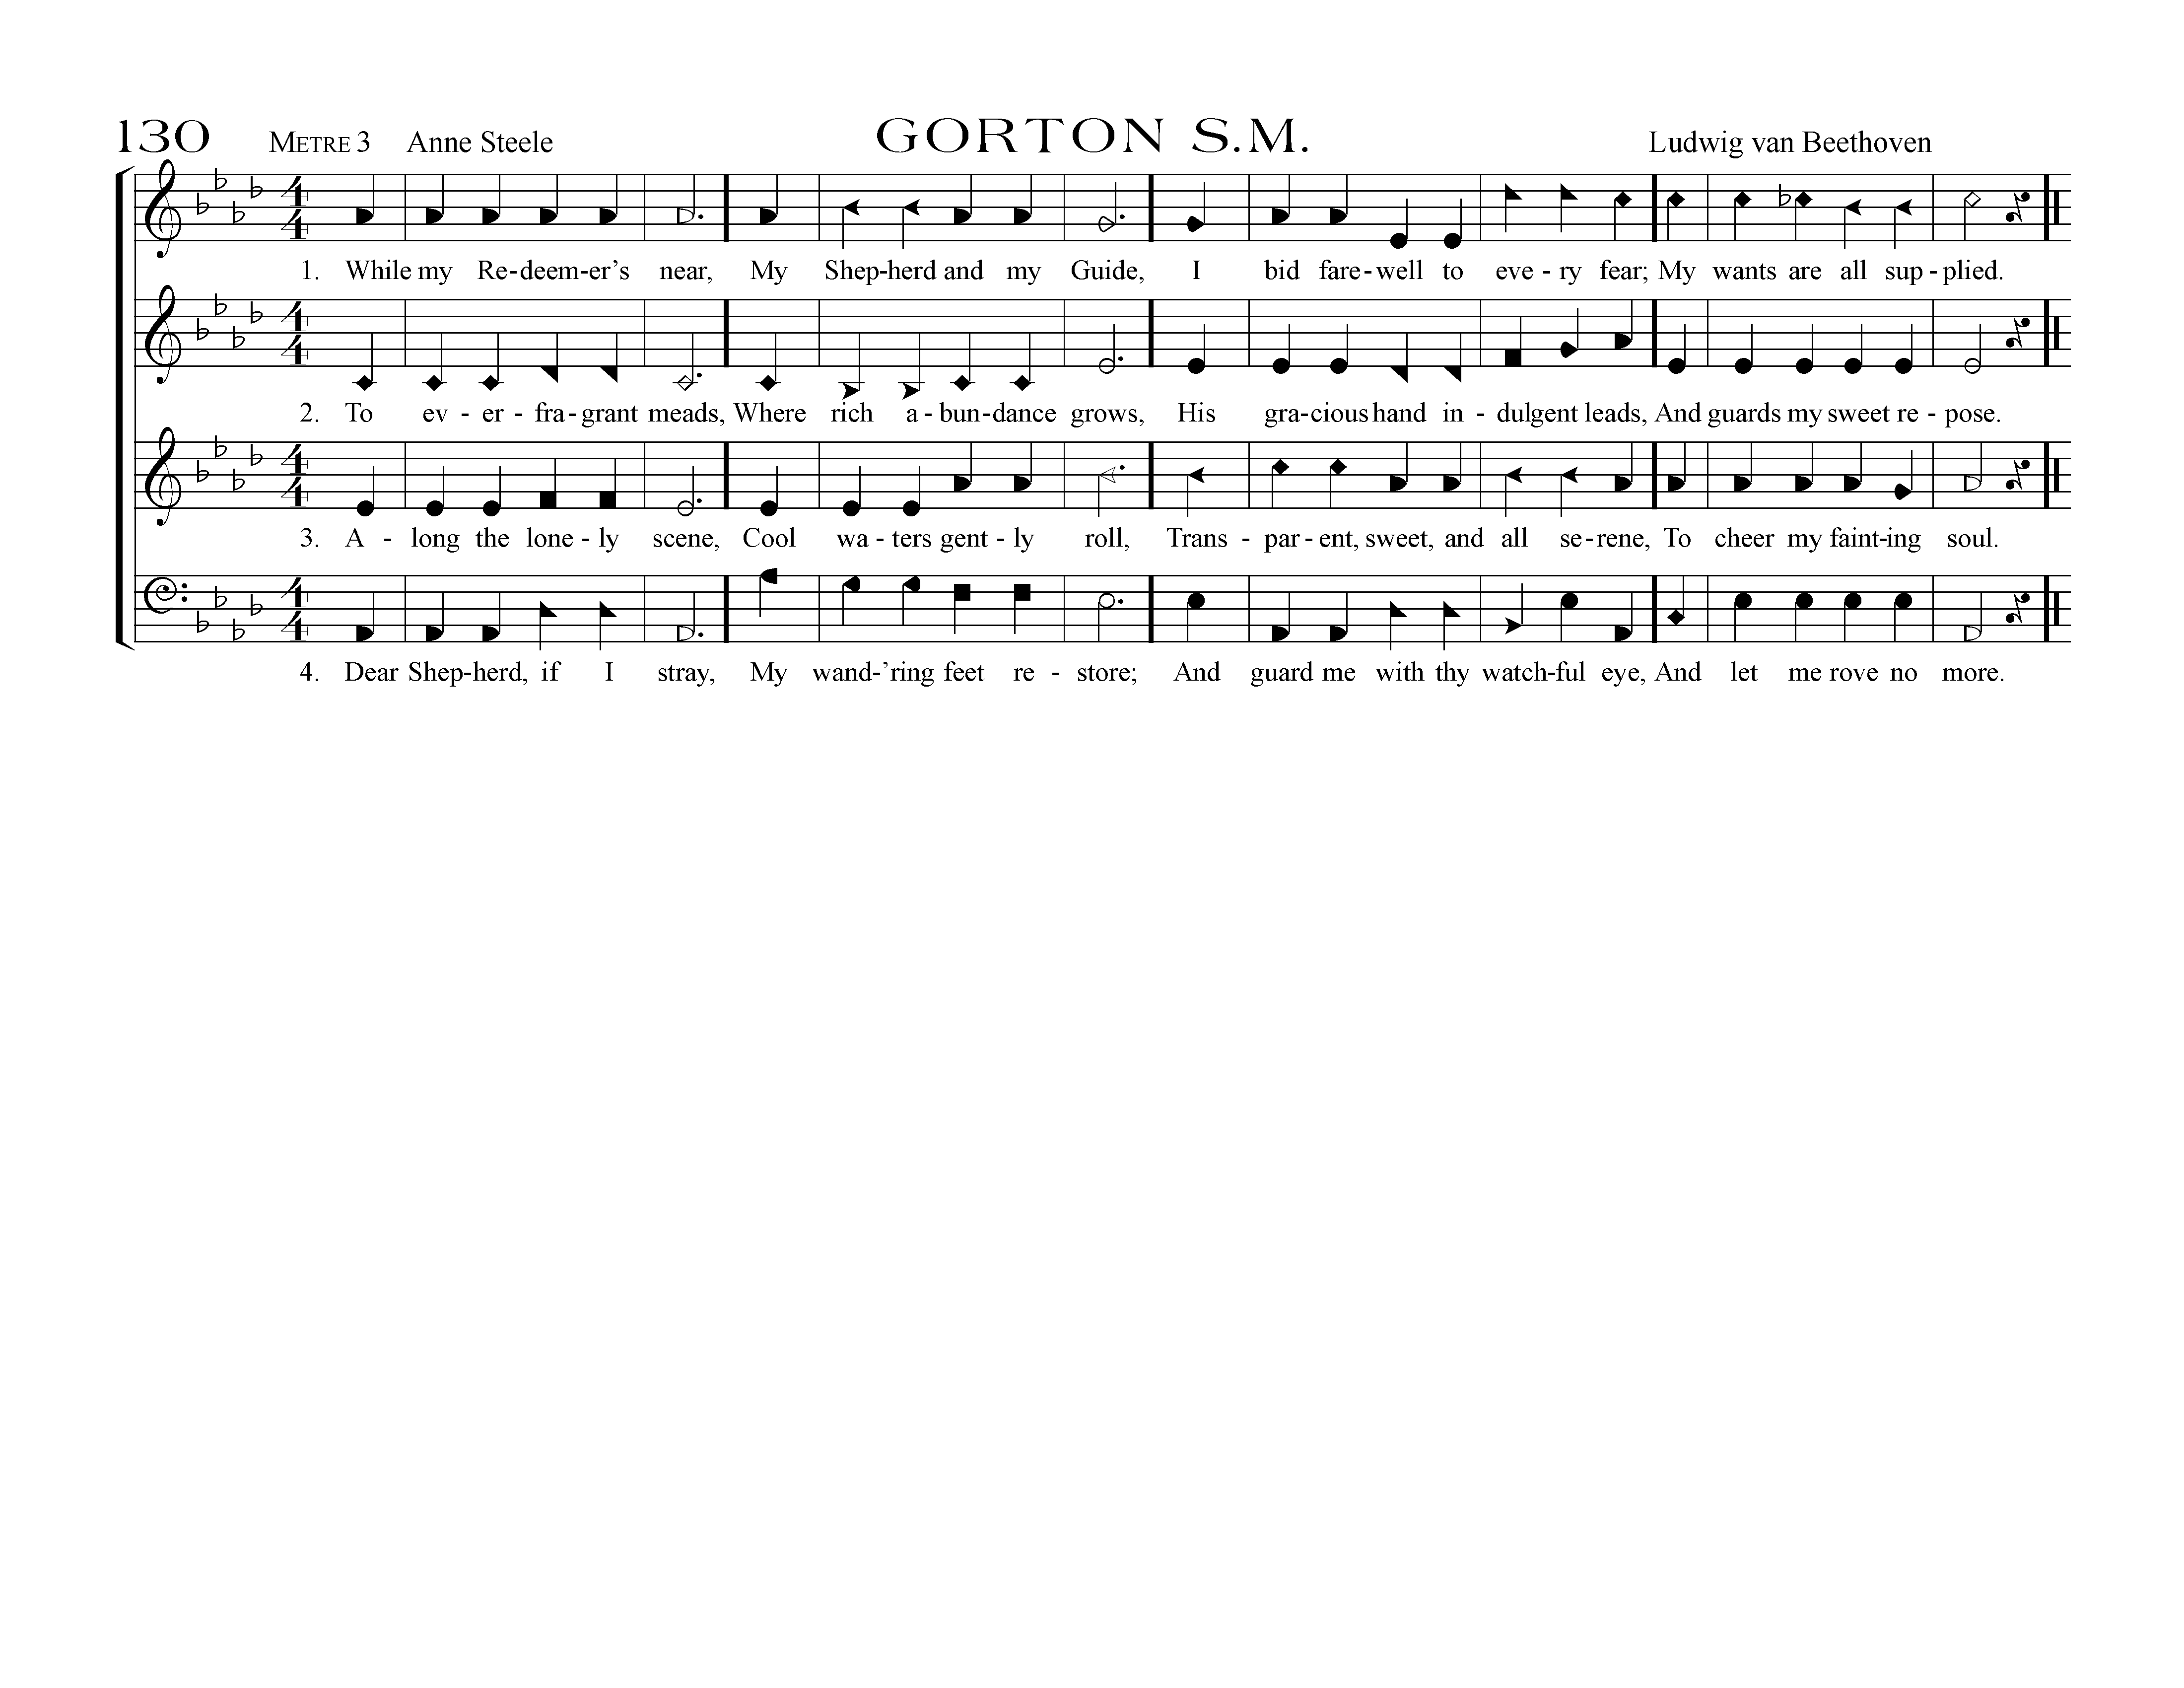 130 METRE 3 Anne Steele GORTON S.M. Ludwig van Beethoven
1. While my Re-deem-er’s near, My Shep-herd and my Guide, I bid fare-well to eve-ry fear; My wants are all sup-plied.
2. To ev-er-fra-grant meads, Where rich a-bun-dance grows, His gra-cious hand in-dulgent leads, And guards my sweet re-pose.
3. A-long the lone-ly scene, Cool wa-ters gent-ly roll, Trans-par-ent, sweet, and all se-rene, To cheer my faint-ing soul.
4. Dear Shep-herd, if I stray, My wand-’ring feet re-store; And guard me with thy watch-ful eye, And let me rove no more.